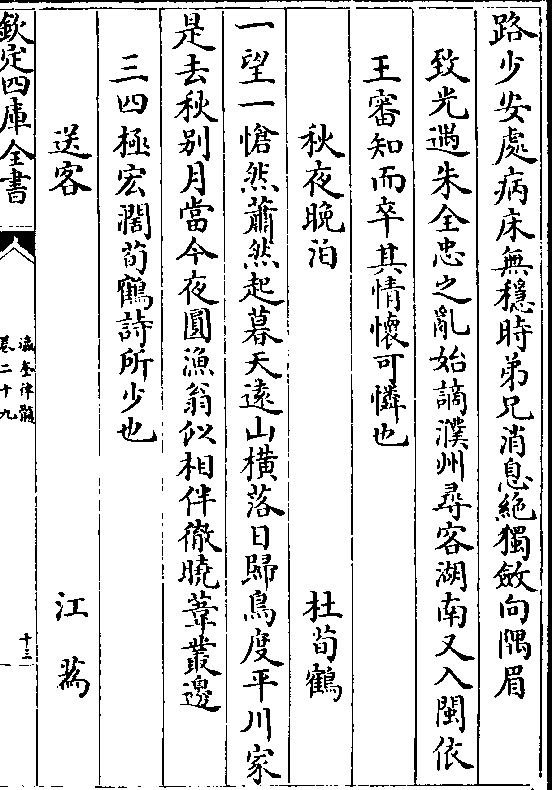 路少安處病床無穩時弟兄消息絶獨斂向隅眉
致光遇朱全忠之亂始謫濮州尋客湖南又入閩依
王審知而卒其情懷可憐也
秋夜晚泊　杜荀鶴
一望一愴然蕭然起暮天遠山横落日歸鳥度平川家
是去秋别月當今夜圓漁翁似相伴徹曉葦叢邊
三四極宏濶荀鶴詩所少也
送客　江為
欽定四庫全書
瀛奎律髓
卷二十九
十三